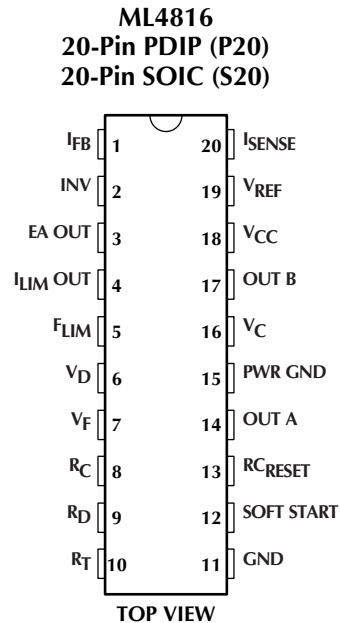 ML4816
20-Pin PDIP (P20)
20-Pin SOIC (S20)
IFB 1 20 ISENSE
INV 2 19 VREF
EA OUT 3 18 VCC
ILIM OUT 4 17 OUT B
FLIM 5 16 VC
VD 6 15 PWR GND
VF 7 14 OUT A
RC 8 13 RCRESET
RD 9 12 SOFT START
RT 10 11 GND
TOP VIEW